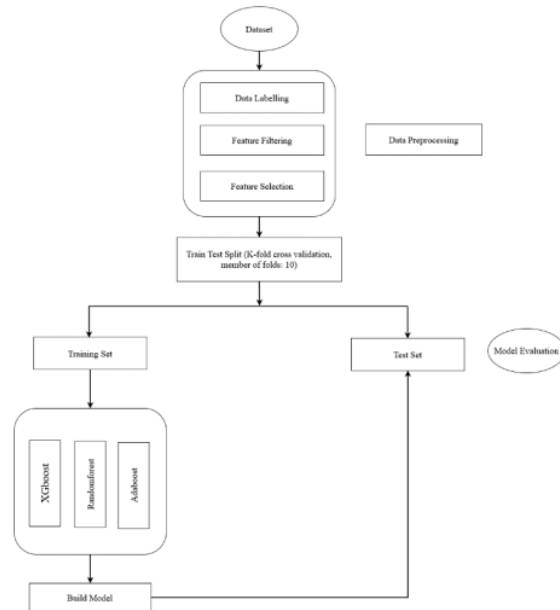 Dataset
Data Labelling
Feature Filtering
Data Preprocessing
Feature Selection
Train Test Split (K-fold cross validation,
member of folds: 10)
Training Set
Test Set
Model Evaluation
XGboost
Randomforest
Adaboost
Build Model